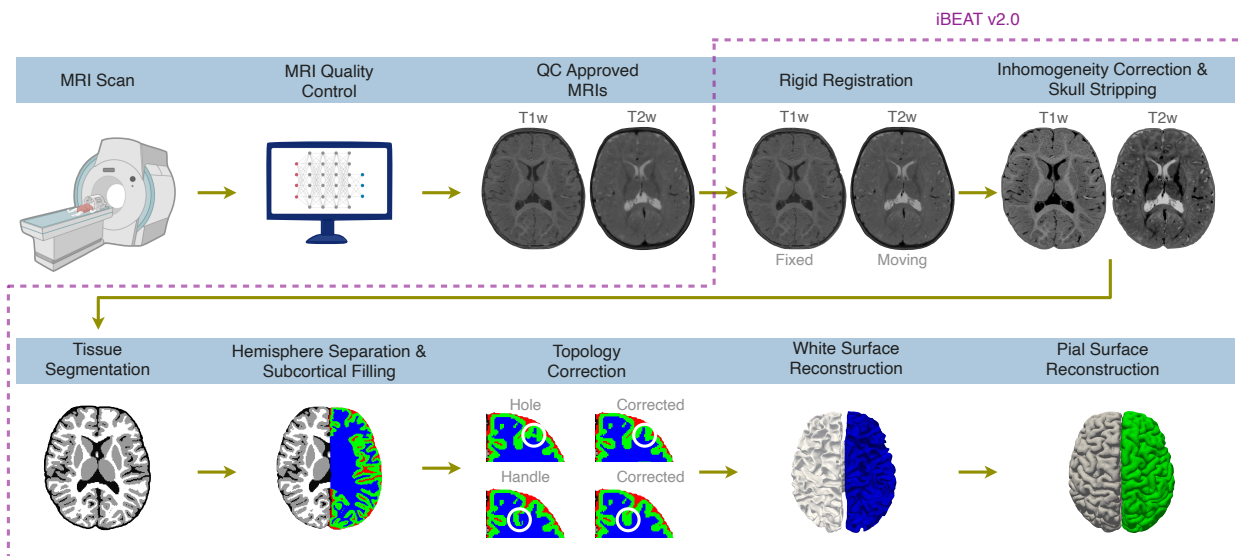 iBEAT v2.0
MRI Scan
MRI Quality
Control
QC Approved
MRIs
Rigid Registration
Inhomogeneity Correction &
Skull Stripping
T1w
T2w
T1w
T2w
T1w
T2w
Fixed
Moving
Tissue
Segmentation
Hemisphere Separation &
Subcortical Filling
Topology
Correction
White Surface
Reconstruction
Pial Surface
Reconstruction
Hole
Corrected
Handle
Corrected